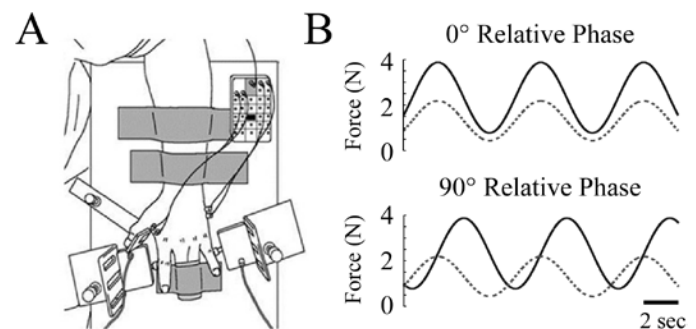 A
B
0° Relative Phase
Force (N)
4
2
0
90° Relative Phase
Force (N)
4
2
0
2 sec